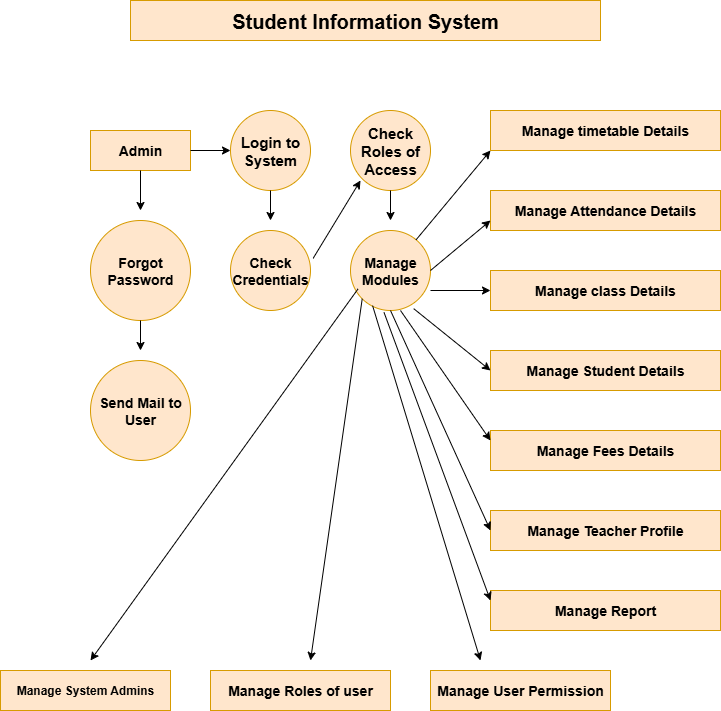 Student Information System
Admin
Login to
System
Check
Roles of
Access
Manage timetable Details
Manage Attendance Details
Forgot
Password
Check
Credentials
Manage
Modules
Manage class Details
Manage Student Details
Send Mail to
User
Manage Fees Details
Manage Teacher Profile
Manage Report
Manage System Admins
Manage Roles of user
Manage User Permission